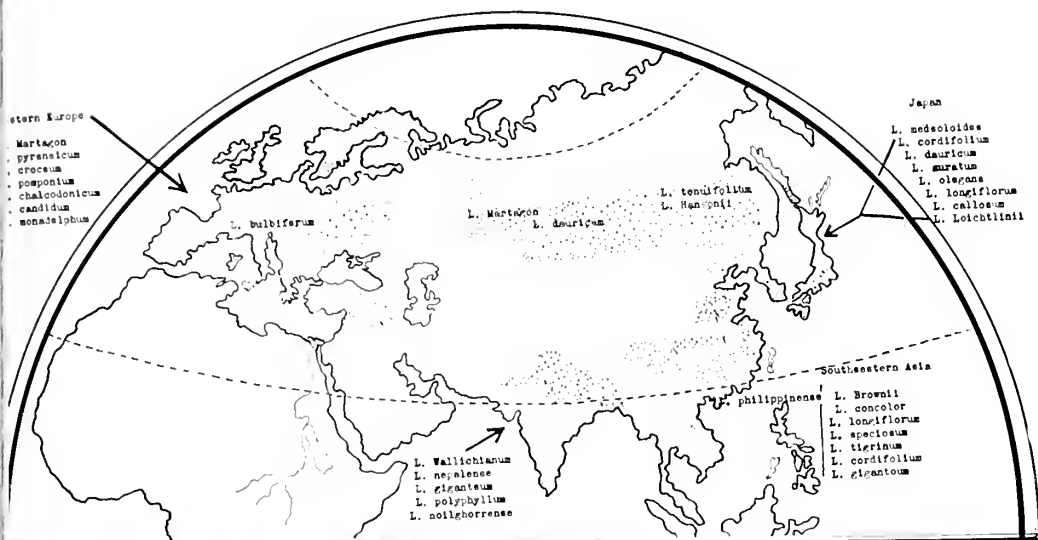 stern Europe
. Martagon
. pyrenaicum
. croceum
. pomponium
. chalcodonicum
. candidum
. monadelphum
L. bulbiferum
L. Martagon
L. dauricum
L. tenuifolium
L. Hansonii
Japan
L. medeoloides
L. cordifolium
L. dauricum
L. auratum
L. elegans
L. longiflorum
L. callosum
L. Leichtlinii
L. Wallichianum
L. nepalense
L. giganteum
L. polyphyllum
L. neilgherrense
philippinense
Southeastern Asia
L. Brownii
L. concolor
L. longiflorum
L. speciosum
L. tigrinum
L. cordifolium
L. giganteum